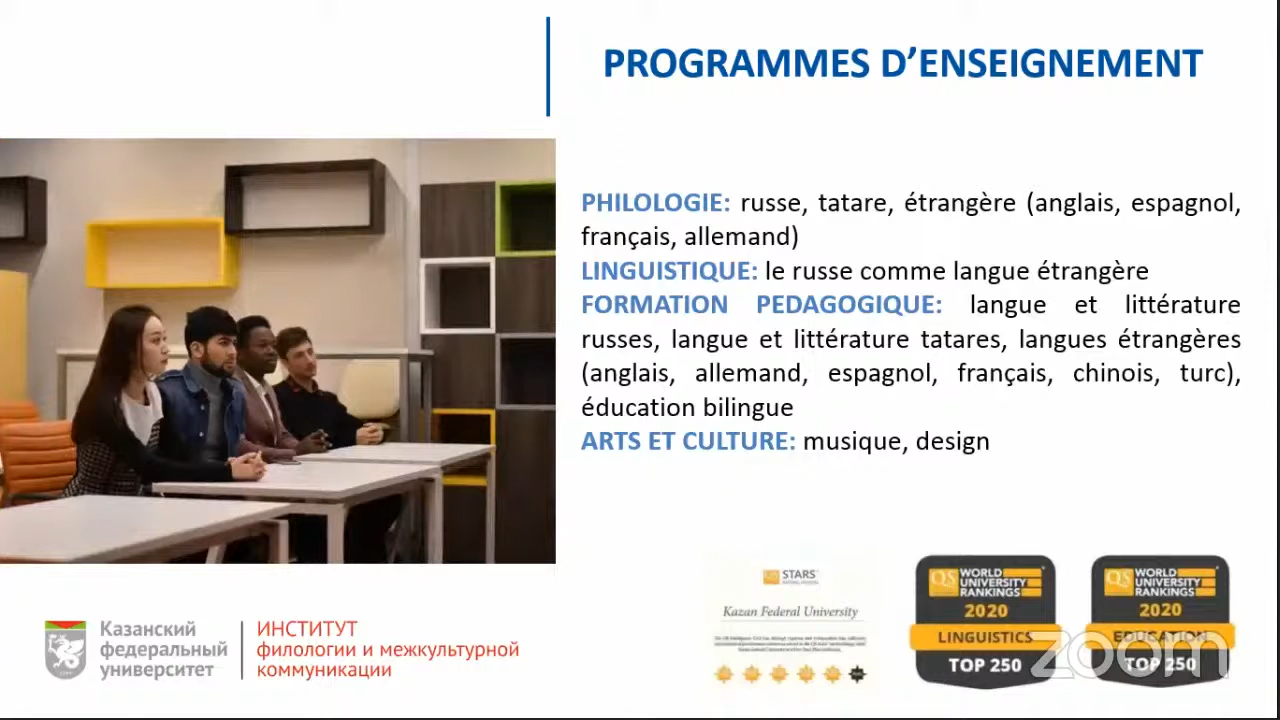 PROGRAMMES D’ENSEIGNEMENT
PHILOLOGIE: russe, tatare, étrangère (anglais, espagnol,
français, allemand)
LINGUISTIQUE: le russe comme langue étrangère
FORMATION PEDAGOGIQUE: langue et littérature
russes, langue et littérature tatares, langues étrangères
(anglais, allemand, espagnol, français, chinois, turc),
éducation bilingue
ARTS ET CULTURE: musique, design
Казанский
федеральный
университет
ИНСТИТУТ
филологии и межкультурной
коммуникации
QS STARS
Kazan Federal University
QS WORLD
UNIVERSITY
RANKINGS
2020
LINGUISTICS
TOP 250
QS WORLD
UNIVERSITY
RANKINGS
2020
EDUCATION
TOP 250
zoom